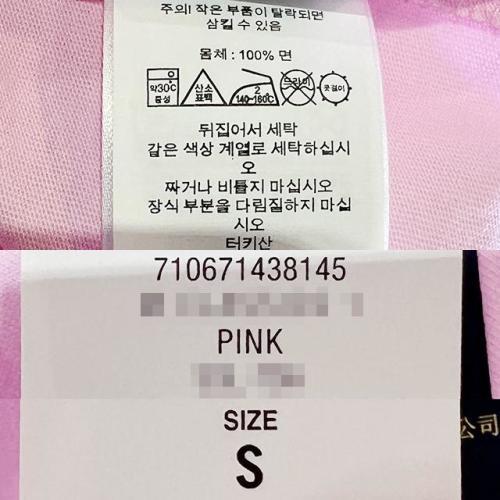 주의! 작은 부품이 탈락되면
삼킬 수 있음
몸체 : 100% 면
약30℃
중성
산소
표백
2
140~160℃
드라이
옷걸이
뒤집어서 세탁
같은 색상 계열로 세탁하십시
오
짜거나 비틀지 마십시오
장식 부분을 다림질하지 마십
시오
터키산
710671438145
PINK
SIZE
S
公司